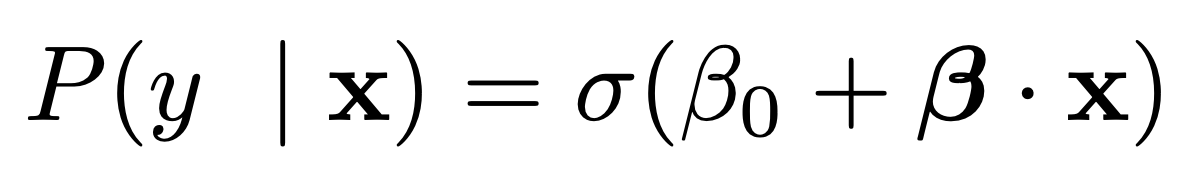 P(y | 𝐱) = σ(β₀ + 𝛃 · 𝐱)